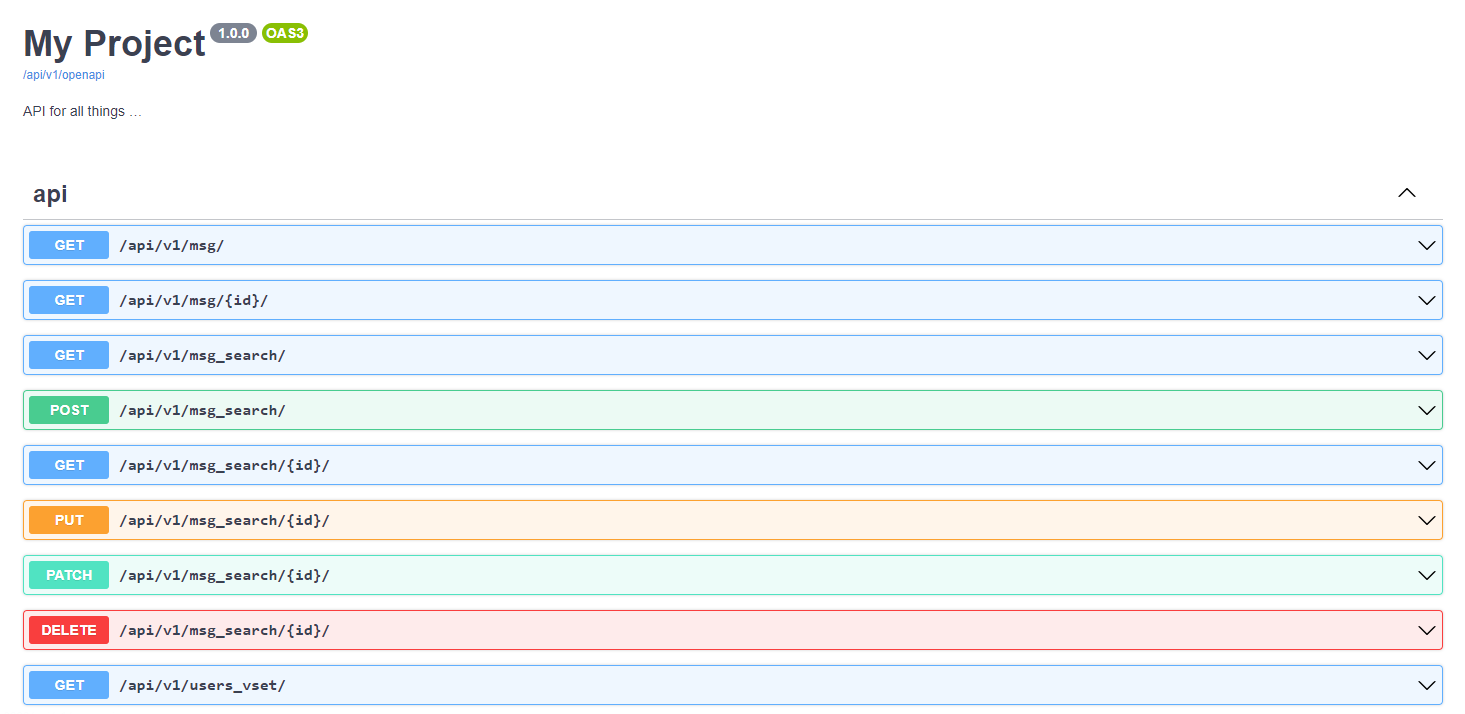 My Project 1.0.0 OAS3
/api/v1/openapi
API for all things …
api
GET /api/v1/msg/
GET /api/v1/msg/{id}/
GET /api/v1/msg_search/
POST /api/v1/msg_search/
GET /api/v1/msg_search/{id}/
PUT /api/v1/msg_search/{id}/
PATCH /api/v1/msg_search/{id}/
DELETE /api/v1/msg_search/{id}/
GET /api/v1/users_vset/